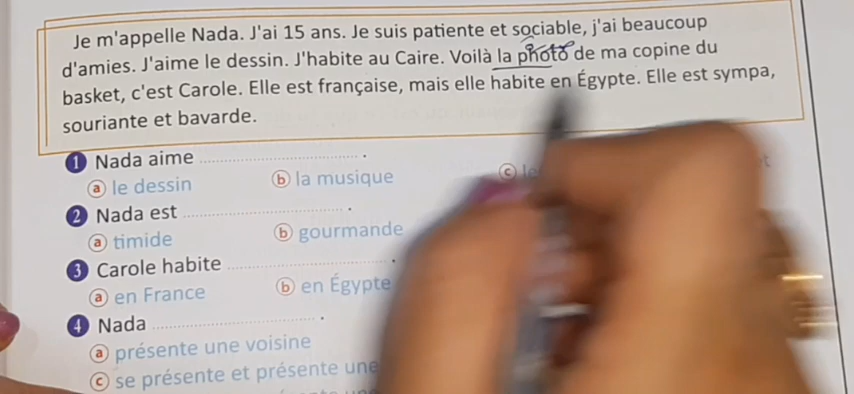 Je m'appelle Nada. J'ai 15 ans. Je suis patiente et sociable, j'ai beaucoup
d'amies. J'aime le dessin. J'habite au Caire. Voilà la photo de ma copine du
basket, c'est Carole. Elle est française, mais elle habite en Égypte. Elle est sympa,
souriante et bavarde.
1 Nada aime .
a le dessin b la musique c
2 Nada est .
a timide b gourmande
3 Carole habite .
a en France b en Égypte
4 Nada .
a présente une voisine
c se présente et présente une